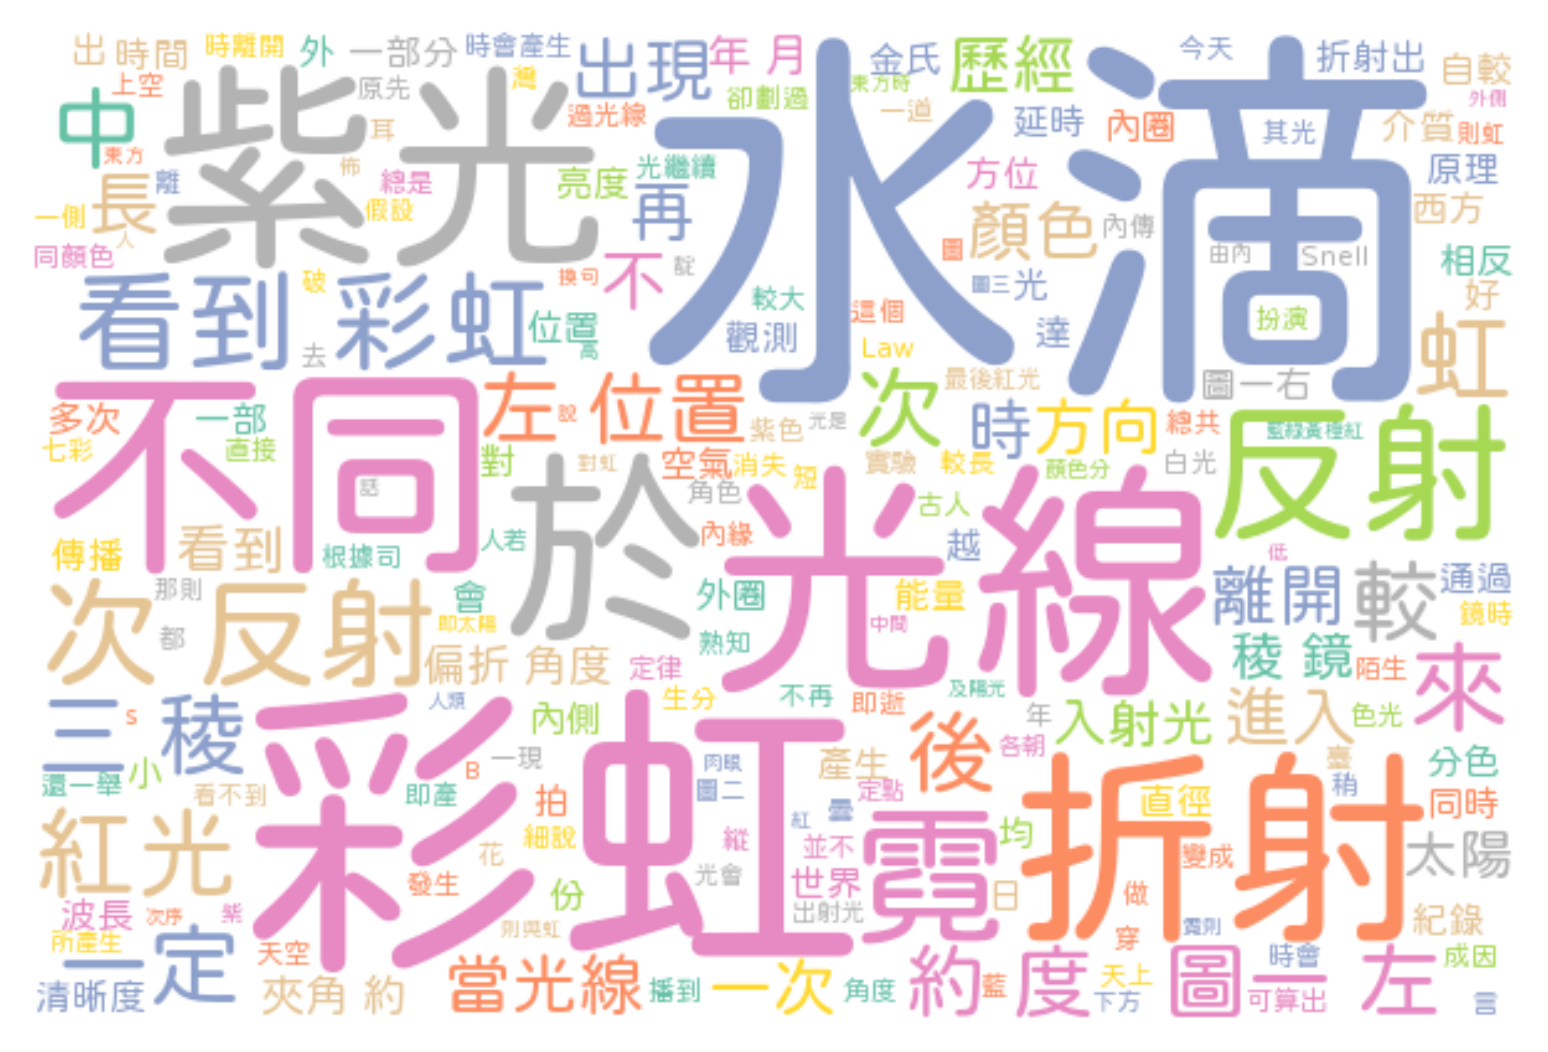 出 時間 時離開 外 一部分 時會產生 出現 年 月 金氏 歷經 今天 折射出 自較
上空 原先 灣 卻劃過 東方時 外側
中 紫光 耳 過光線 水滴 一道 延時 內圈 其光 介質 則虹
東方 佈 光繼續 原理
長 離 總是 亮度 再 方位 顏色 內傳 西方
一側 假設 人
同顏色 圖 由內 Snell 相反
看到 彩虹 破 換句 不 較大 圖三 光 好
位置 觀測 這個 達 扮演 虹
去 高 Law
不同 左 位置 次 最後紅光 圖一右
多次 一部 說 紫色 光是 時 方向 總共 藍綠黃橙紅 反射
七彩 直接 對 對虹 空氣 消失 短 實驗 較長 顏色分 白光
話 於 角色 光線 古人
傳播 看到 根據司 人若 內緣 越 低
次 反射 那則 會 外圈 能量 離開 較 通過
都 即太陽 熟知 中間 鏡時
偏折 角度 定律 稜 鏡 陌生 來
三 稜 s 人類 生分 不再 即逝 及陽光
彩虹 內側 年 入射光 進入 色光
還一舉 小 一現 肉眼 產生 後 各朝 臺 分色
看不到 即產 B 拍 圖二 定點 直徑 稍 同時
紅光 花 細說 縱 紅 曇 並不 霓 均 折射 變成 太陽
發生 份 光會 世界 日 做
波長 次序 紫 則與虹 出射光 穿 霓則 紀錄
所產生 一定 天空 時會 成因
清晰度 夾角 約 當光線 播到 一次 角度 約 藍 度 天上 下方 圖一 可算出 左 言